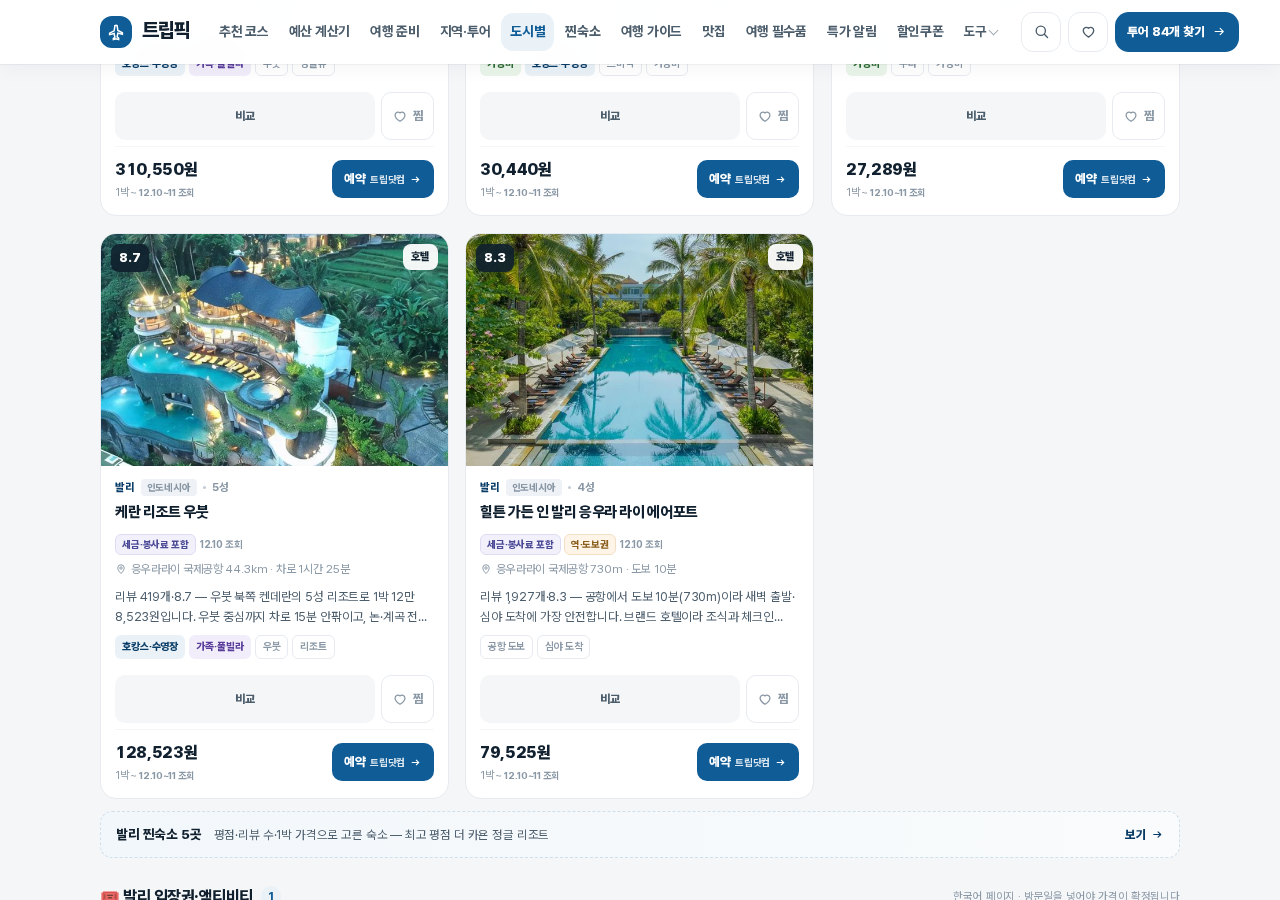 트립픽 추천 코스 예산 계산기 여행 준비 지역·투어 도시별 찐숙소 여행 가이드 맛집 여행 필수품 특가 알림 할인쿠폰 도구 투어 84개 찾기 →
비교 찜 비교 찜 비교 찜
310,550원 예약 트립닷컴 → 30,440원 예약 트립닷컴 → 27,289원 예약 트립닷컴 →
1박~ 12.10~11 조회 1박~ 12.10~11 조회 1박~ 12.10~11 조회
8.7 호텔
발리 인도네시아 • 5성
케란 리조트 우붓
세금·봉사료 포함 12.10 조회
응우라라이 국제공항 44.3km · 차로 1시간 25분
리뷰 419개·8.7 — 우붓 북쪽 켄데란의 5성 리조트로 1박 12만
8,523원입니다. 우붓 중심까지 차로 15분 안팎이고, 논·계곡 전...
호캉스·수영장 가족·풀빌라 우붓 리조트
비교 찜
128,523원 예약 트립닷컴 →
1박~ 12.10~11 조회
8.3 호텔
발리 인도네시아 • 4성
힐튼 가든 인 발리 응우라 라이 에어포트
세금·봉사료 포함 역·도보권 12.10 조회
응우라라이 국제공항 730m · 도보 10분
리뷰 1,927개·8.3 — 공항에서 도보 10분(730m)이라 새벽 출발·
심야 도착에 가장 안전합니다. 브랜드 호텔이라 조식과 체크인...
공항 도보 심야 도착
비교 찜
79,525원 예약 트립닷컴 →
1박~ 12.10~11 조회
발리 찐숙소 5곳 평점·리뷰 수·1박 가격으로 고른 숙소 — 최고 평점 더 카욘 정글 리조트 보기 →
발리 입장권·액티비티 1 한국어 페이지 · 방문일을 넣어야 가격이 확정됩니다